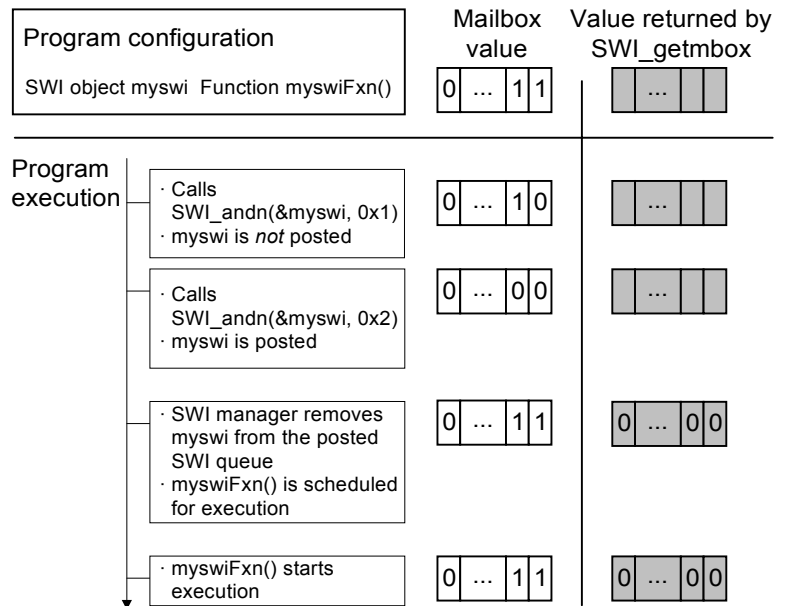 Program configuration
SWI object myswi Function myswiFxn()
Mailbox
value
Value returned by
SWI_getmbox
0 ... 1 1
...
Program
execution
· Calls
SWI_andn(&myswi, 0x1)
· myswi is not posted
0 ... 1 0
...
· Calls
SWI_andn(&myswi, 0x2)
· myswi is posted
0 ... 0 0
...
· SWI manager removes
myswi from the posted
SWI queue
· myswiFxn() is scheduled
for execution
0 ... 1 1
0 ... 0 0
· myswiFxn() starts
execution
0 ... 1 1
0 ... 0 0